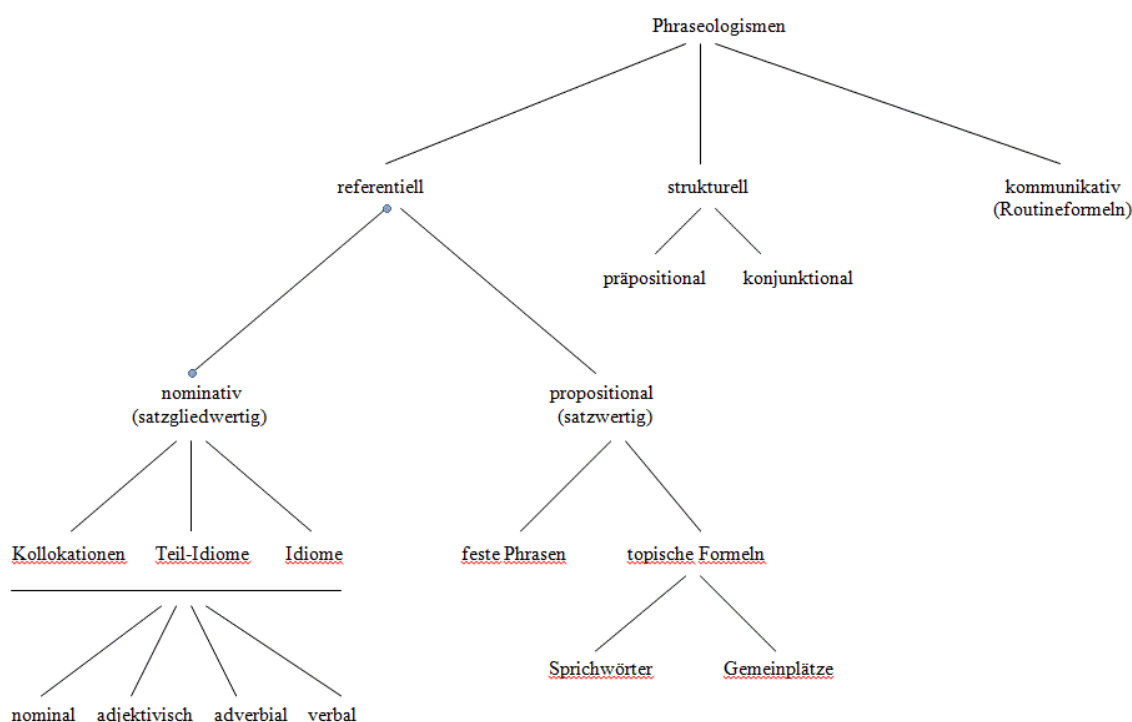 Phraseologismen
referentiell strukturell kommunikativ
(Routineformeln)
präpositional konjunktional
nominativ propositional
(satzgliedwertig) (satzwertig)
Kollokationen Teil-Idiome Idiome feste Phrasen topische Formeln
Sprichwörter Gemeinplätze
nominal adjektivisch adverbial verbal